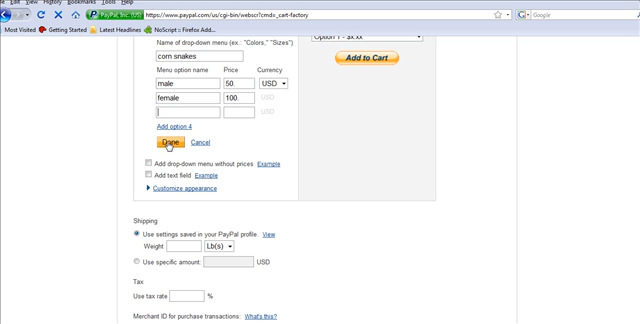 File Edit View History Bookmarks Tools Help
PayPal, Inc. (US) https://www.paypal.com/us/cgi-bin/webscr?cmd=_cart-factory
Google
Most Visited Getting Started Latest Headlines NoScript :: Firefox Add...
Name of drop-down menu (ex.: "Colors," "Sizes")
Option 1 - $x.xx
corn snakes
Add to Cart
Menu option name Price Currency
male 50. USD
female 100. USD
USD
Add option 4
Done Cancel
Add drop-down menu without prices Example
Add text field Example
Customize appearance
Shipping
Use settings saved in your PayPal profile View
Weight Lb(s)
Use specific amount: USD
Tax
Use tax rate %
Merchant ID for purchase transactions: What's this?